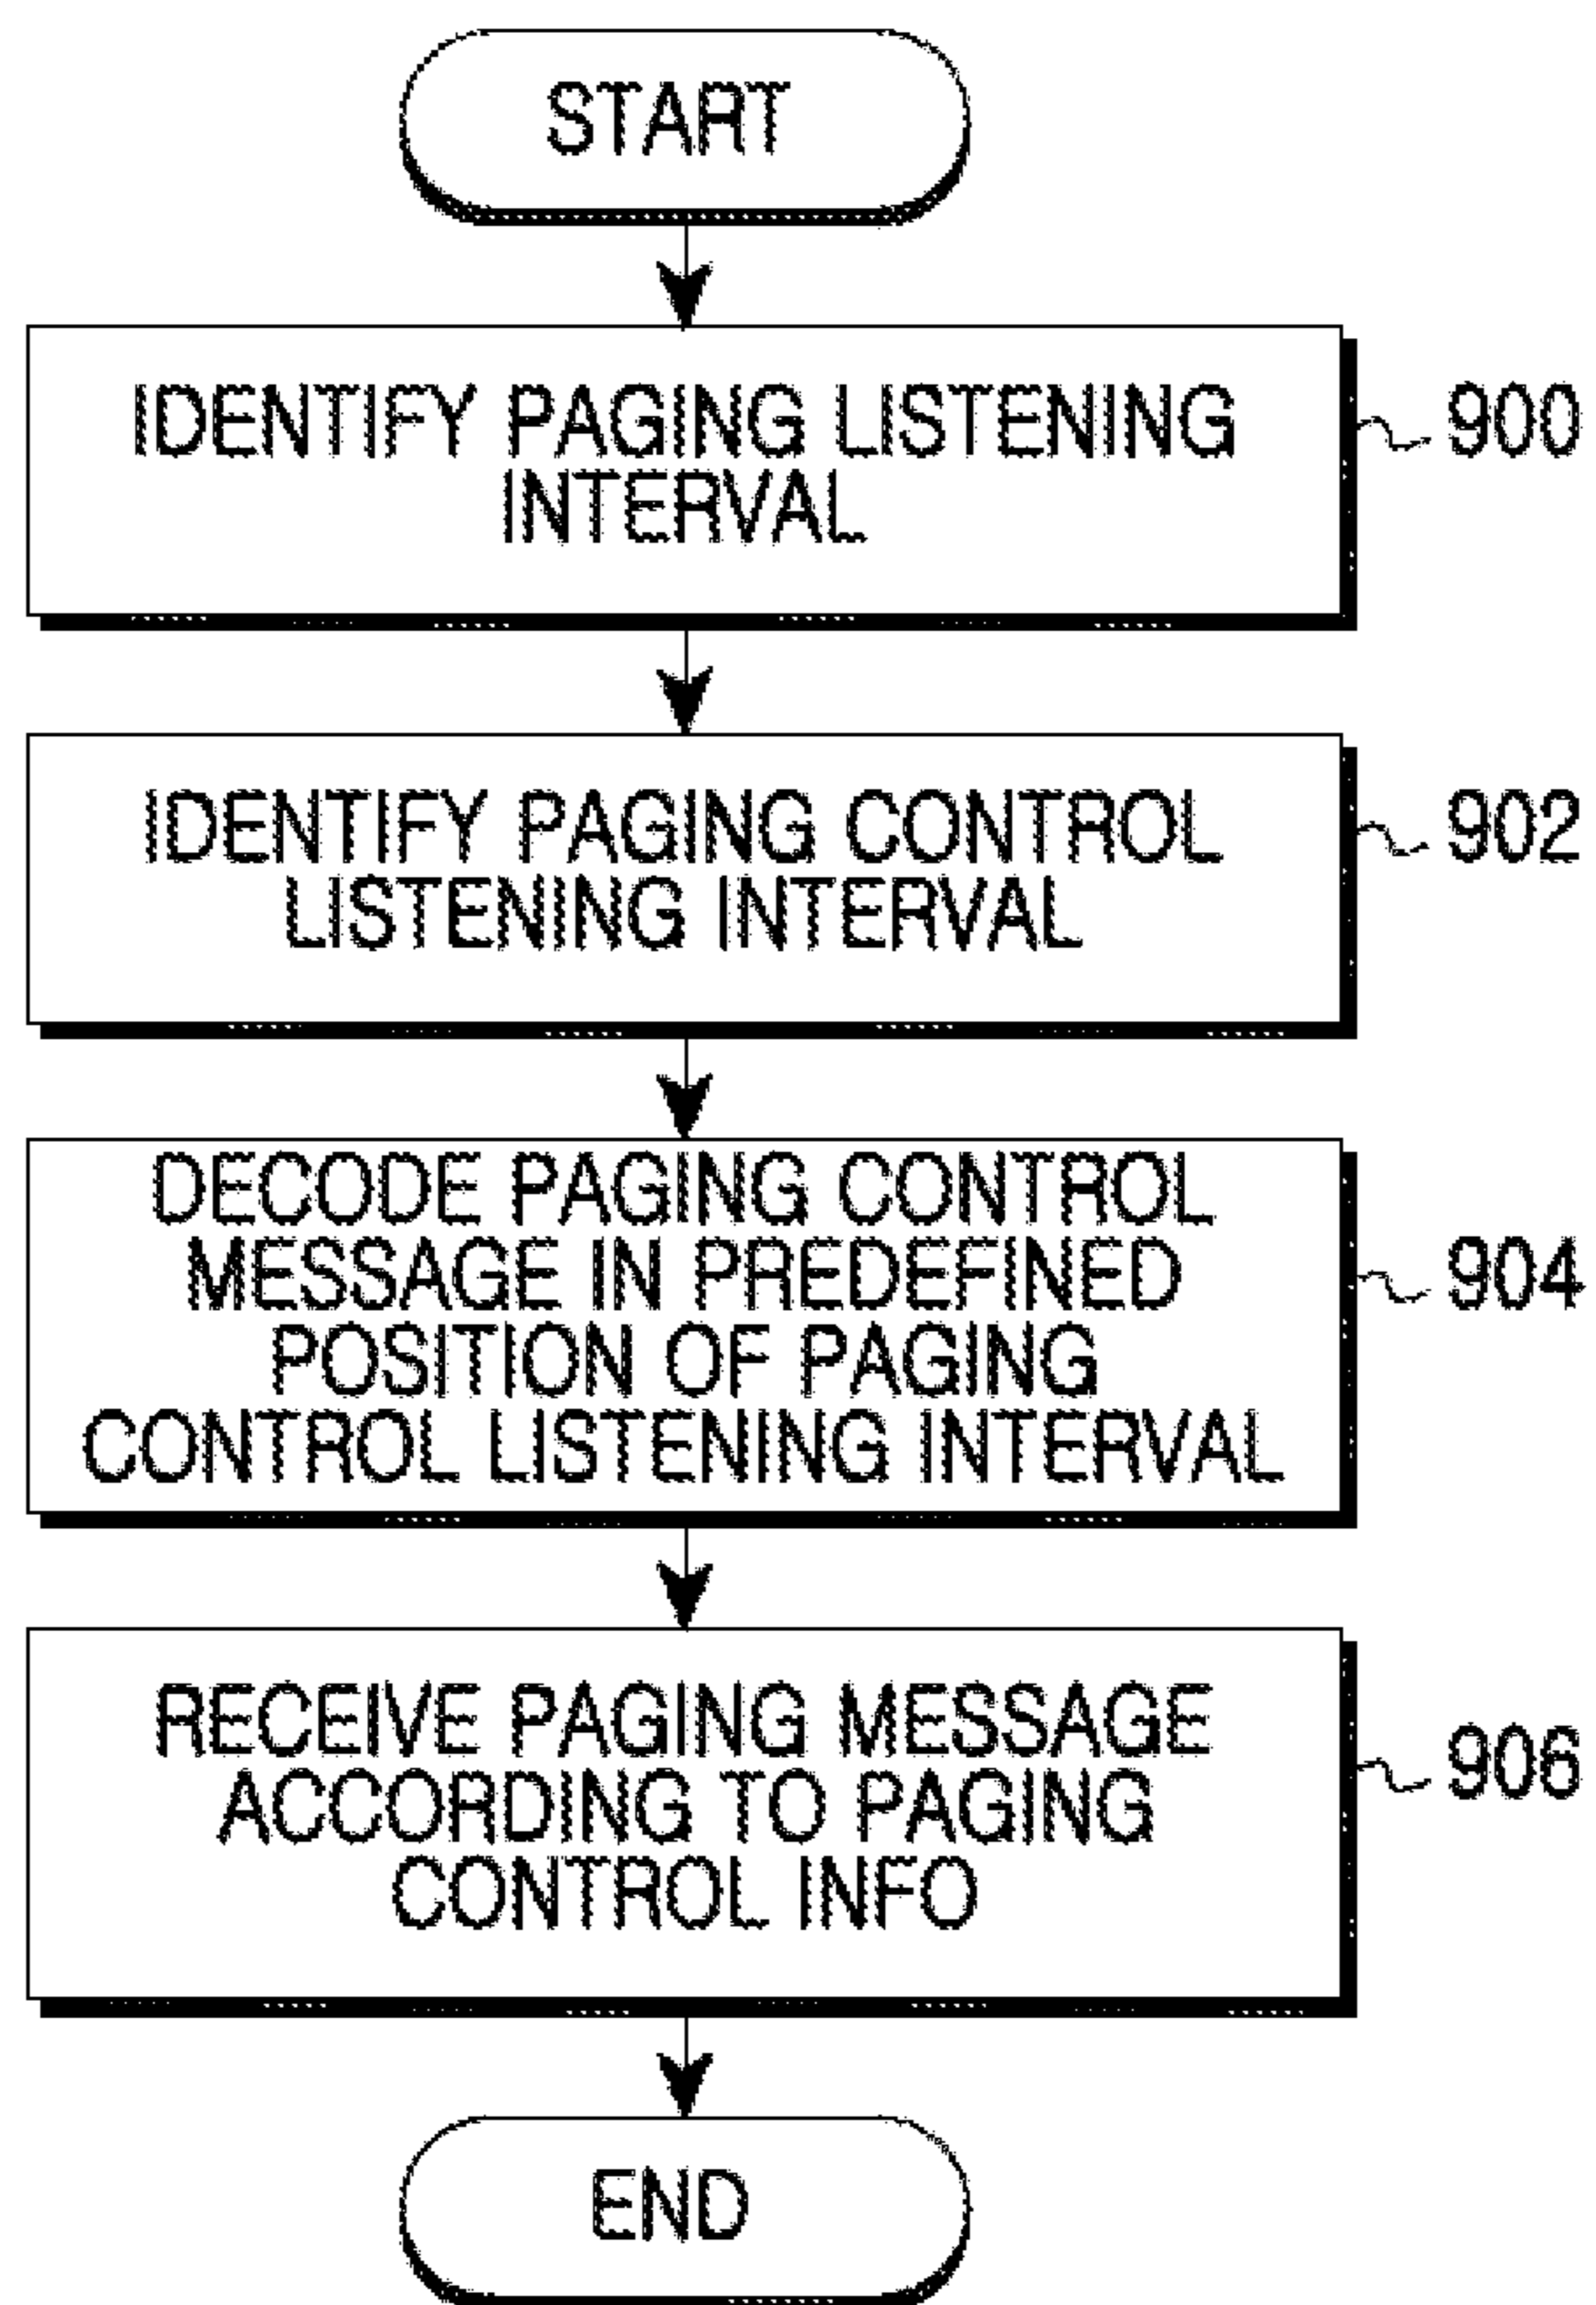 START
IDENTIFY PAGING LISTENING
INTERVAL
900
IDENTIFY PAGING CONTROL
LISTENING INTERVAL
902
DECODE PAGING CONTROL
MESSAGE IN PREDEFINED
POSITION OF PAGING
CONTROL LISTENING INTERVAL
904
RECEIVE PAGING MESSAGE
ACCORDING TO PAGING
CONTROL INFO
906
END